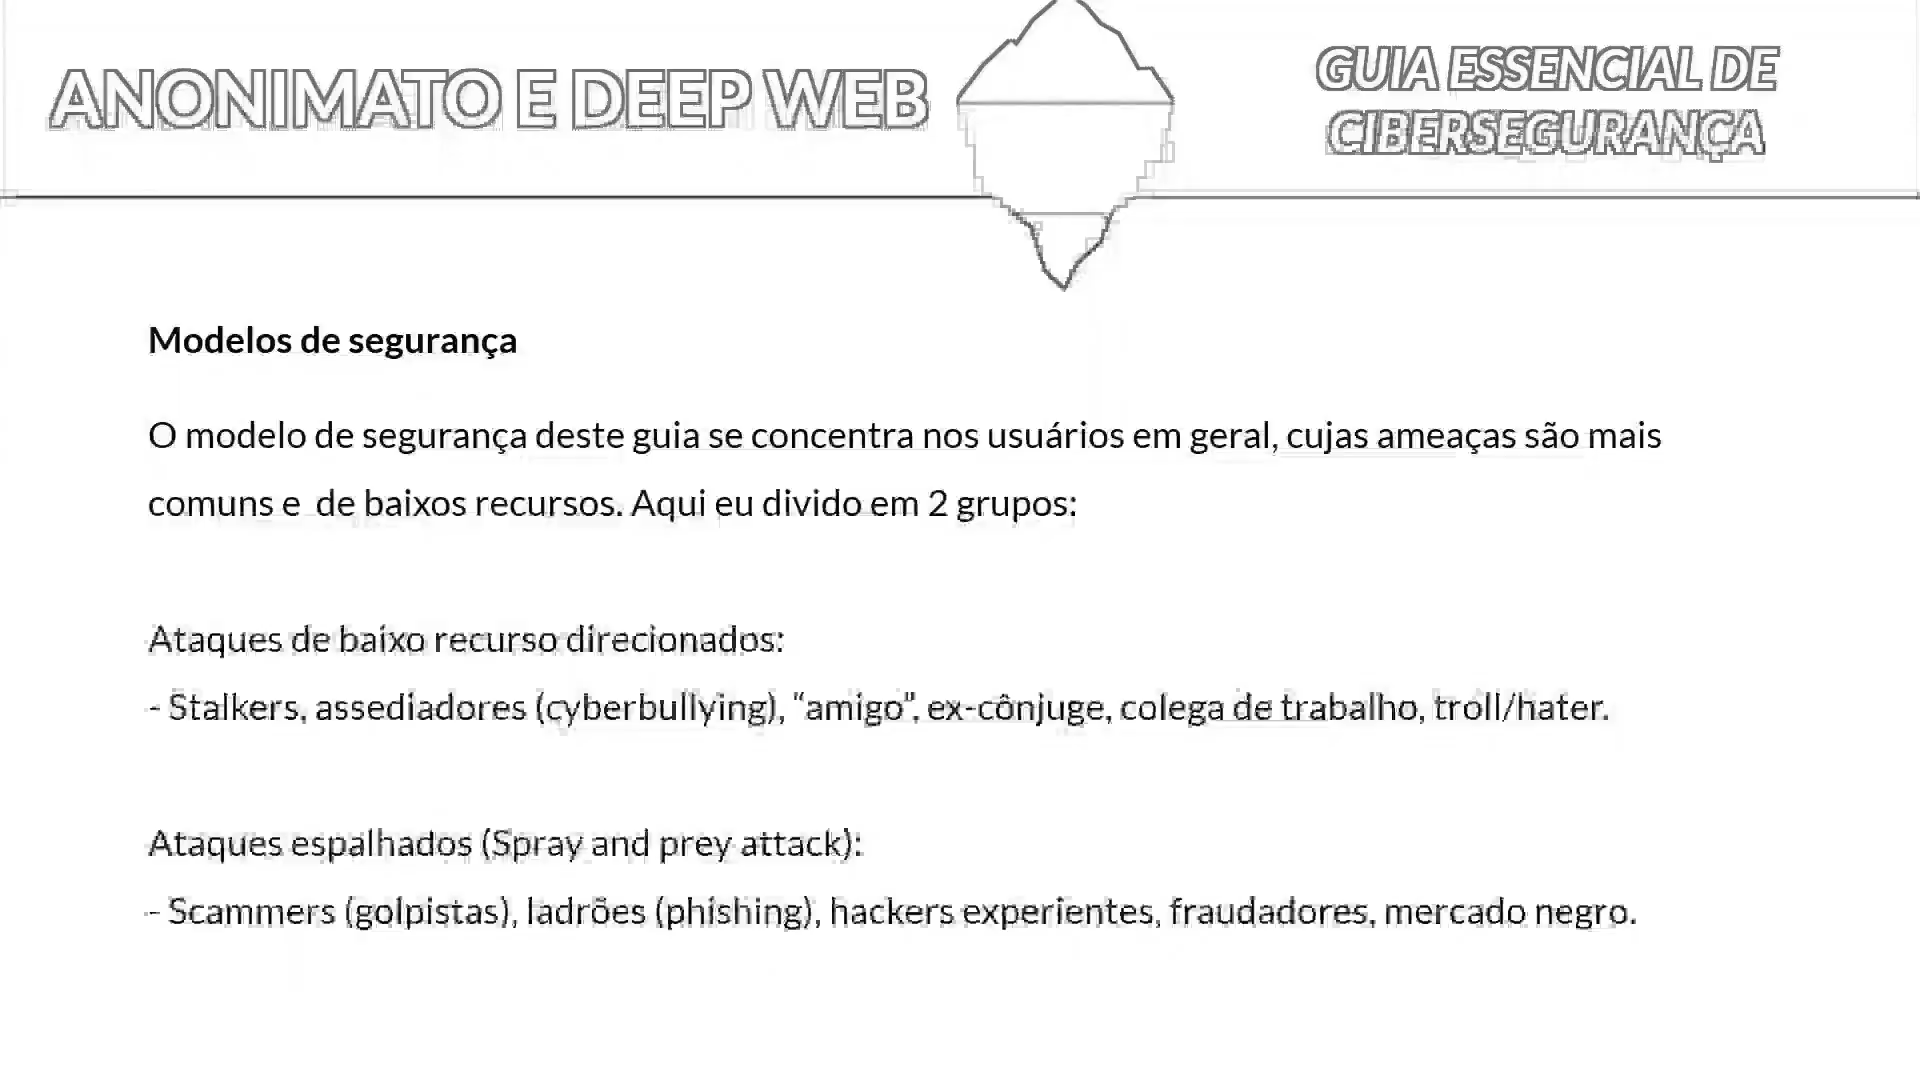 ANONIMATO E DEEP WEB
GUIA ESSENCIAL DE
CIBERSEGURANÇA
Modelos de segurança
O modelo de segurança deste guia se concentra nos usuários em geral, cujas ameaças são mais
comuns e  de baixos recursos. Aqui eu divido em 2 grupos:
Ataques de baixo recurso direcionados:
- Stalkers, assediadores (cyberbullying), “amigo”, ex-cônjuge, colega de trabalho, troll/hater.
Ataques espalhados (Spray and prey attack):
- Scammers (golpistas), ladrões (phishing), hackers experientes, fraudadores, mercado negro.